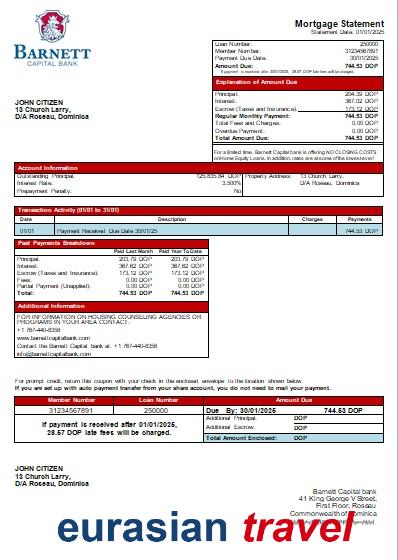 Mortgage Statement
Statement Date: 01/01/2025
BARNETT
CAPITAL BANK
Loan Number: 250000
Member Number: 31234567891
Payment Due Date: 30/01/2025
Amount Due: 744.53 DOP
If payment is received after 30/01/2025, 28.57 DOP late fees will be charged.
Explanation of Amount Due
Principal: 204.39 DOP
Interest: 367.02 DOP
Escrow (Taxes and Insurance): 173.12 DOP
Regular Monthly Payment: 744.53 DOP
Total Fees and Charges: 0.00 DOP
Overdue Payment: 0.00 DOP
Total Amount Due: 744.53 DOP
JOHN CITIZEN
13 Church Larry,
D/A Roseau, Dominica
For a limited time, Barnett Capital bank is offering NO CLOSING COSTS
on Home Equity Loans. In addition, rates are at some of the lowest ever!
Account Information
Outstanding Principal: 125,835.84 DOP Property Address: 13 Church Larry,
Interest Rate: 3.500% D/A Roseau, Dominica
Prepayment Penalty: No
Transaction Activity (01/01 to 31/01)
Date Description Charges Payments
01/01 Payment Received Due Date 30/01/25 744.53 DOP
Past Payments Breakdown
Paid Last Month Paid Year To Date
Principal: 203.79 DOP 203.79 DOP
Interest: 367.62 DOP 367.62 DOP
Escrow (Taxes and Insurance): 173.12 DOP 173.12 DOP
Fees: 0.00 DOP 0.00 DOP
Partial Payment (Unapplied): 0.00 DOP 0.00 DOP
Total: 744.53 DOP 744.53 DOP
Additional Information
FOR INFORMATION ON HOUSING COUNSELING AGENCIES OR
PROGRAMS IN YOUR AREA CONTACT:
+1 767-440-8358
www.barnettcapitalbank.com
Contact the Barnett Capital bank at: + 1 767-440-8358
info@barnettcapitalbank.com
For prompt credit, return this coupon with your check in the enclosed envelope to the location shown below.
If you are set up with auto payment transfer from your share account, you do not need to mail your payment.
Member Number Loan Number Amount Due
31234567891 250000 Due By: 30/01/2025 744.53 DOP
If payment is received after 01/01/2025,
28.57 DOP late fees will be charged.
Additional Principal: DOP
Additional Escrow: DOP
Total Amount Enclosed: DOP
JOHN CITIZEN
13 Church Larry,
D/A Roseau, Dominica
Barnett Capital bank
41 King George V Street,
First Floor, Roseau
Commonwealth of Dominica
eurasian travel